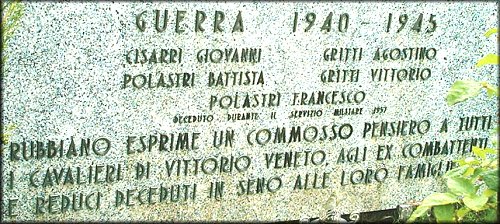 GUERRA 1940-1945
CISARRI GIOVANNI GRITTI AGOSTINO
POLASTRI BATTISTA GRITTI VITTORIO
POLASTRI FRANCESCO
DECEDUTO DURANTE IL SERVIZIO MILITARE 1957
RUBBIANO ESPRIME UN COMMOSSO PENSIERO A TUTTI
I CAVALIERI DI VITTORIO VENETO, AGLI EX COMBATTENTI
E REDUCI DECEDUTI IN SENO ALLE LORO FAMIGLIE